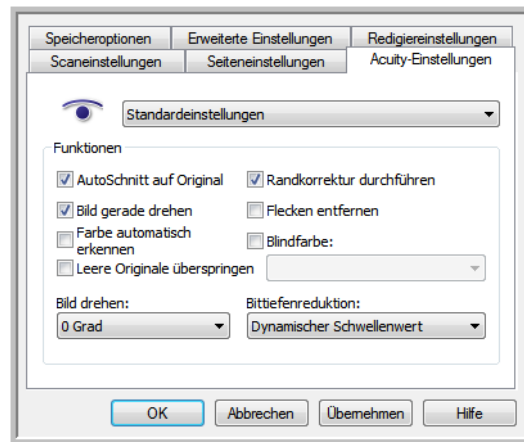 Speicheroptionen Erweiterte Einstellungen Redigiereinstellungen
Scaneinstellungen Seiteneinstellungen Acuity-Einstellungen
Standardeinstellungen
Funktionen
AutoSchnitt auf Original Randkorrektur durchführen
Bild gerade drehen Flecken entfernen
Farbe automatisch
erkennen Blindfarbe:
Leere Originale überspringen
Bild drehen: Bittiefenreduktion:
0 Grad Dynamischer Schwellenwert
OK Abbrechen Übernehmen Hilfe